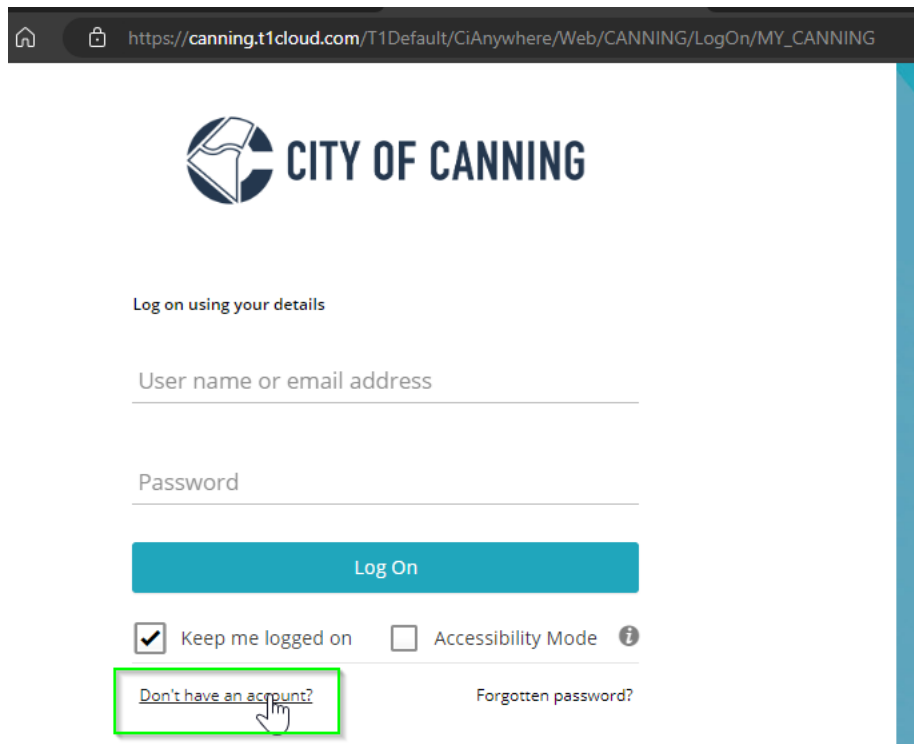 https://canning.t1cloud.com/T1Default/CiAnywhere/Web/CANNING/LogOn/MY_CANNING
CITY OF CANNING
Log on using your details
User name or email address
Password
Log On
Keep me logged on Accessibility Mode i
Don't have an account? Forgotten password?